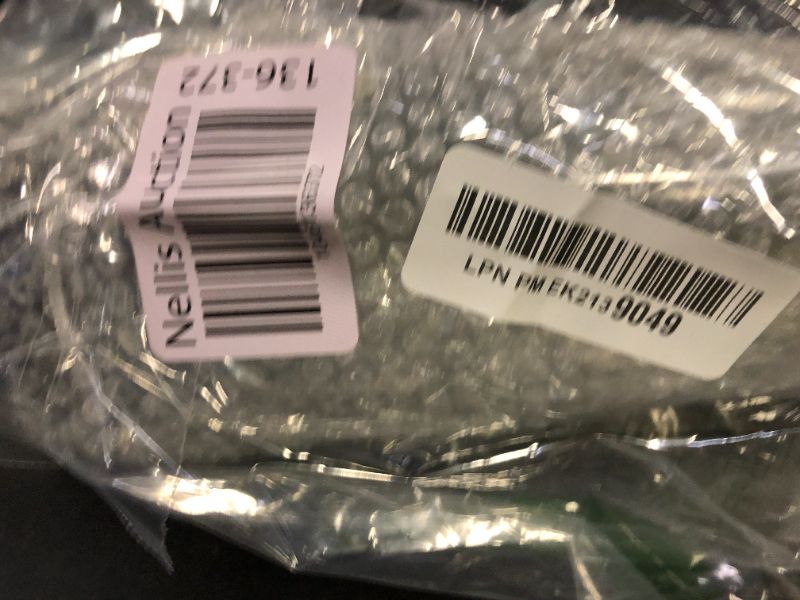 Nellis Auction
136-372
LPN PMEK2139049